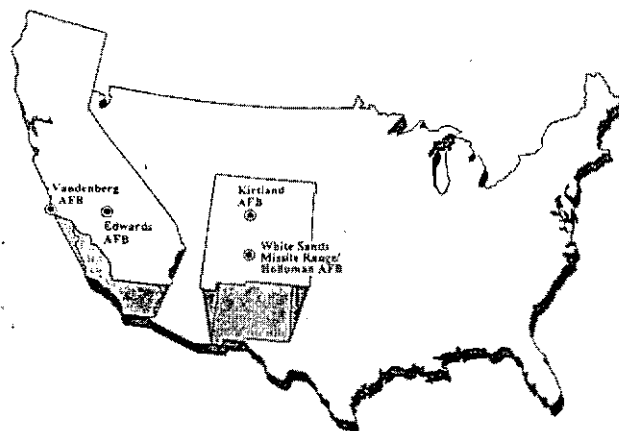 Vandenberg
AFB
Edwards
AFB
Kirtland
AFB
White Sands
Missile Range/
Holloman AFB